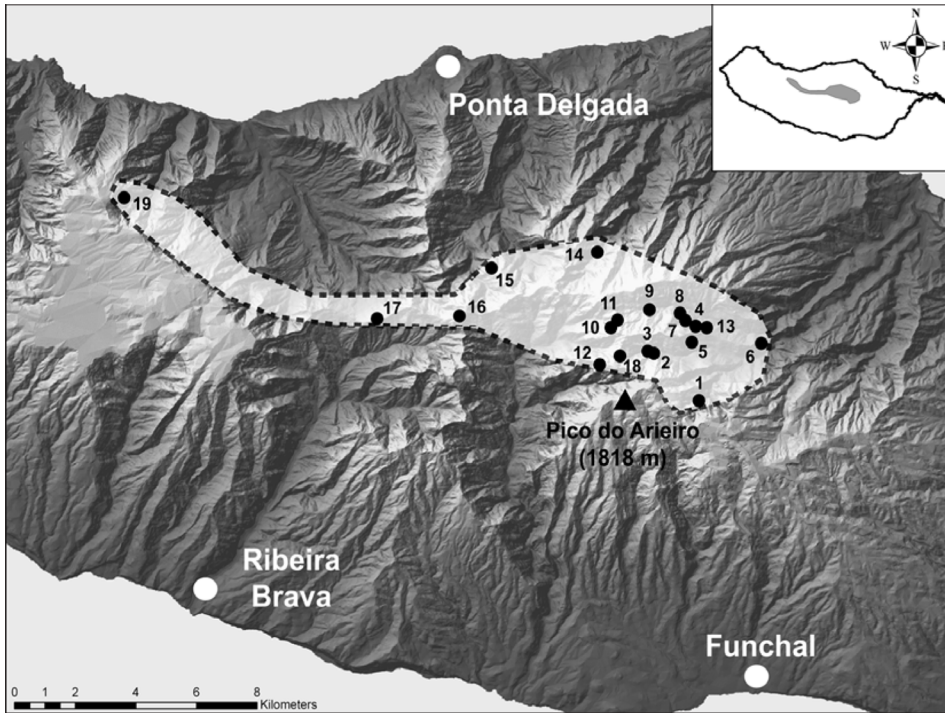 N
W E
S
Ponta Delgada
19
14
15
17
16
11
9
8
4
10
3
7
13
12
18
2
5
6
1
Pico do Arieiro
(1818 m)
Ribeira
Brava
Funchal
0 1 2 4 6 8
Kilometers